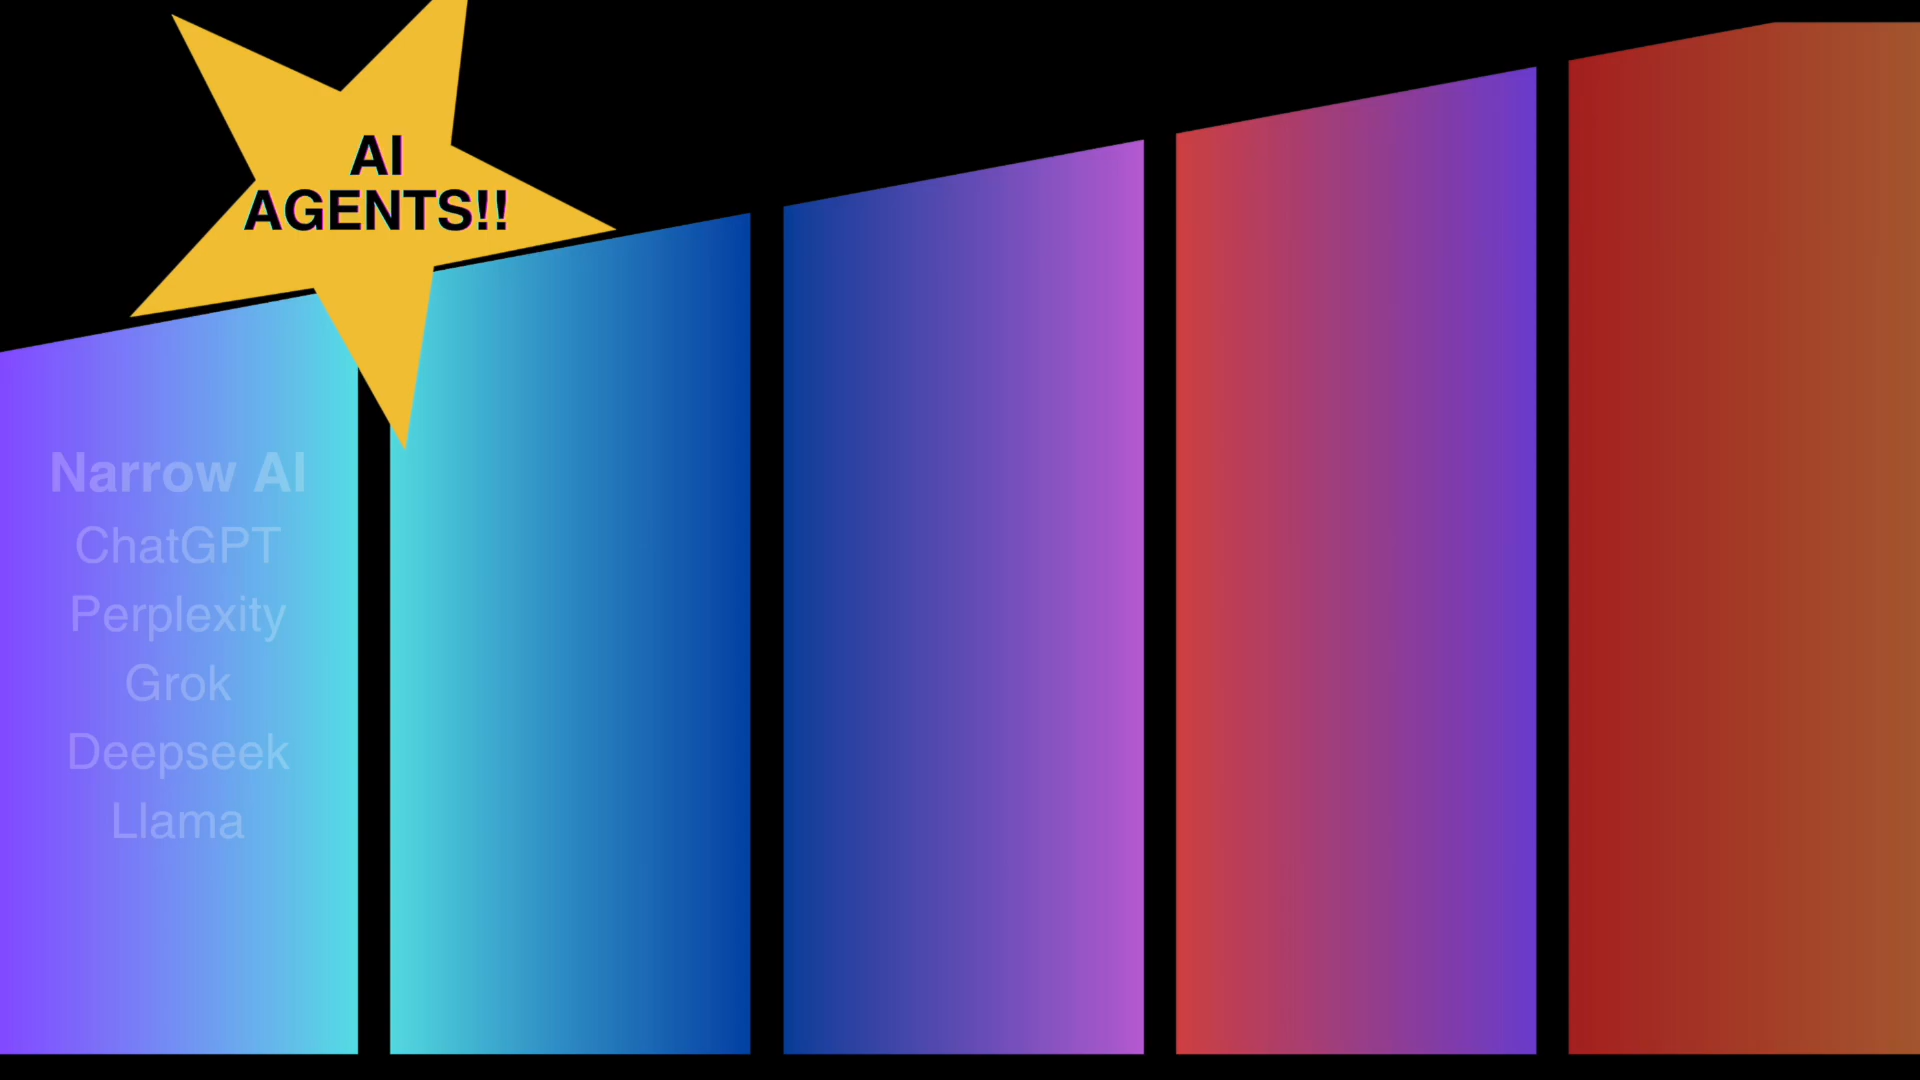 AI
AGENTS!!
Narrow AI
ChatGPT
Perplexity
Grok
Deepseek
Llama